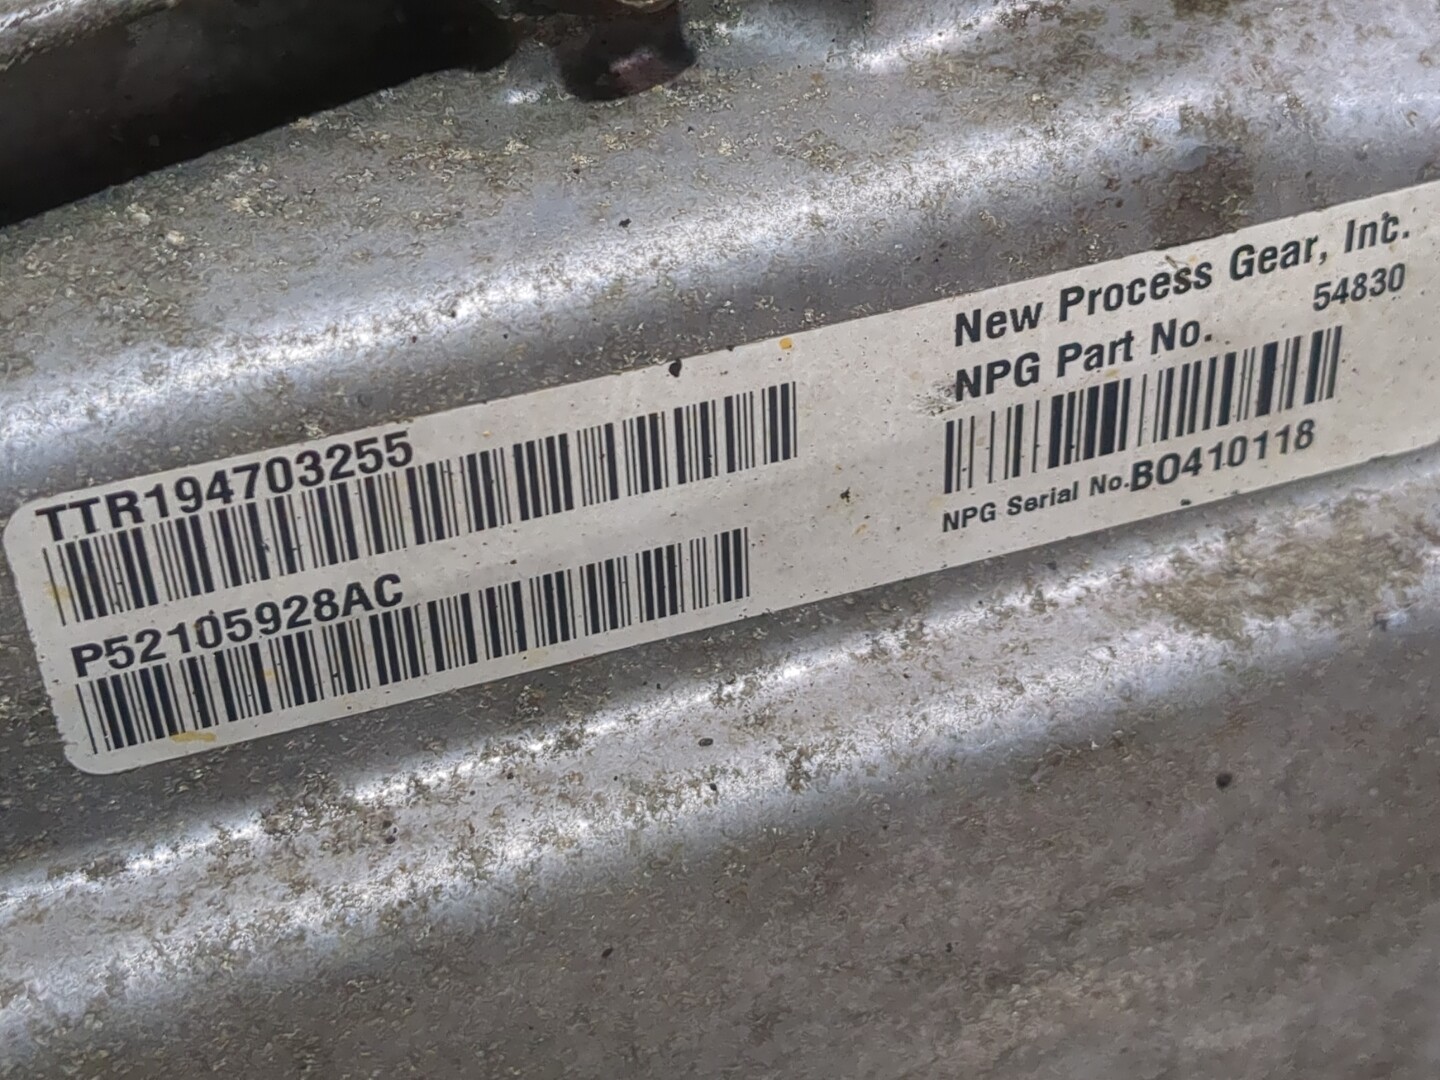 TTR194703255
P52105928AC
New Process Gear, Inc.
NPG Part No. 54830
NPG Serial No.BO410118